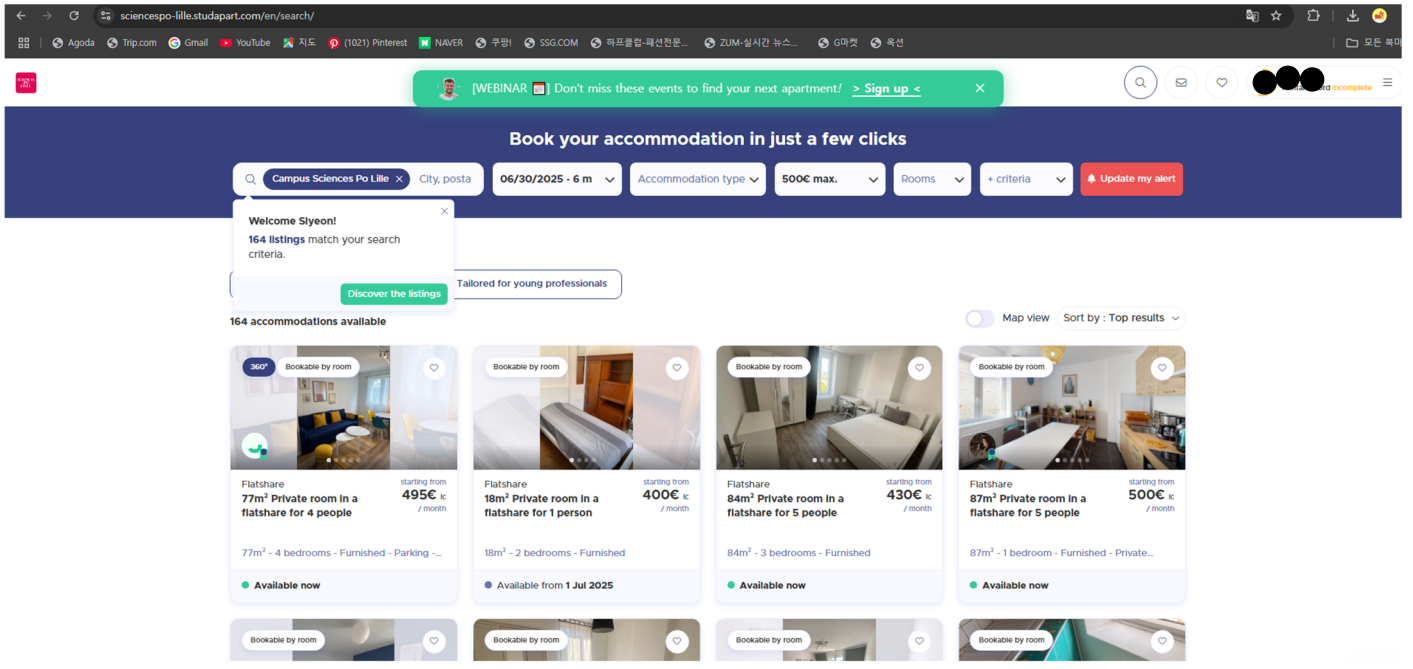 sciencespo-lille.studapart.com/en/search/
Agoda Trip.com Gmail YouTube 지도 (1021) Pinterest NAVER 쿠팡! SSG.COM 하프클럽-패션전문... ZUM-실시간 뉴스... G마켓 옥션 모든 북마
[WEBINAR] Don't miss these events to find your next apartment! > Sign up <
Incomplete
Book your accommodation in just a few clicks
Campus Sciences Po Lille City, posta 06/30/2025 - 6 m Accommodation type 500€ max. Rooms + criteria Update my alert
Welcome Siyeon!
164 listings match your search
criteria.
Discover the listings
Tailored for young professionals
164 accommodations available
Map view Sort by : Top results
360° Bookable by room
Flatshare
77m² Private room in a
flatshare for 4 people
starting from
495€ lc
/ month
77m² - 4 bedrooms - Furnished - Parking -...
Available now
Bookable by room
Flatshare
18m² Private room in a
flatshare for 1 person
starting from
400€ lc
/ month
18m² - 2 bedrooms - Furnished
Available from 1 Jul 2025
Bookable by room
Flatshare
84m² Private room in a
flatshare for 5 people
starting from
430€ lc
/ month
84m² - 3 bedrooms - Furnished
Available now
Bookable by room
Flatshare
87m² Private room in a
flatshare for 5 people
starting from
500€ lc
/ month
87m² - 1 bedroom - Furnished - Private...
Available now
Bookable by room
Bookable by room
Bookable by room
Bookable by room